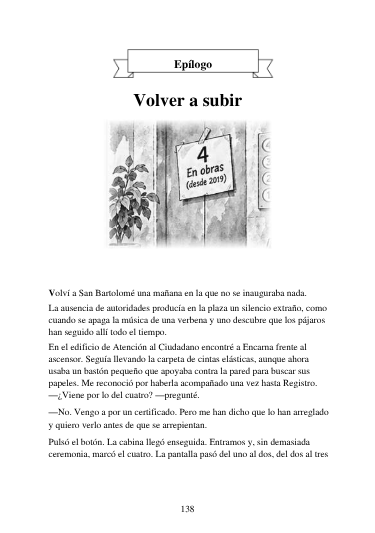 Epílogo
Volver a subir
4
En obras
(desde 2019)
Volví a San Bartolomé una mañana en la que no se inauguraba nada.
La ausencia de autoridades producía en la plaza un silencio extraño, como
cuando se apaga la música de una verbena y uno descubre que los pájaros
han seguido allí todo el tiempo.
En el edificio de Atención al Ciudadano encontré a Encarna frente al
ascensor. Seguía llevando la carpeta de cintas elásticas, aunque ahora
usaba un bastón pequeño que apoyaba contra la pared para buscar sus
papeles. Me reconoció por haberla acompañado una vez hasta Registro.
—¿Viene por lo del cuatro? —pregunté.
—No. Vengo a por un certificado. Pero me han dicho que lo han arreglado
y quiero verlo antes de que se arrepientan.
Pulsó el botón. La cabina llegó enseguida. Entramos y, sin demasiada
ceremonia, marcó el cuatro. La pantalla pasó del uno al dos, del dos al tres
138